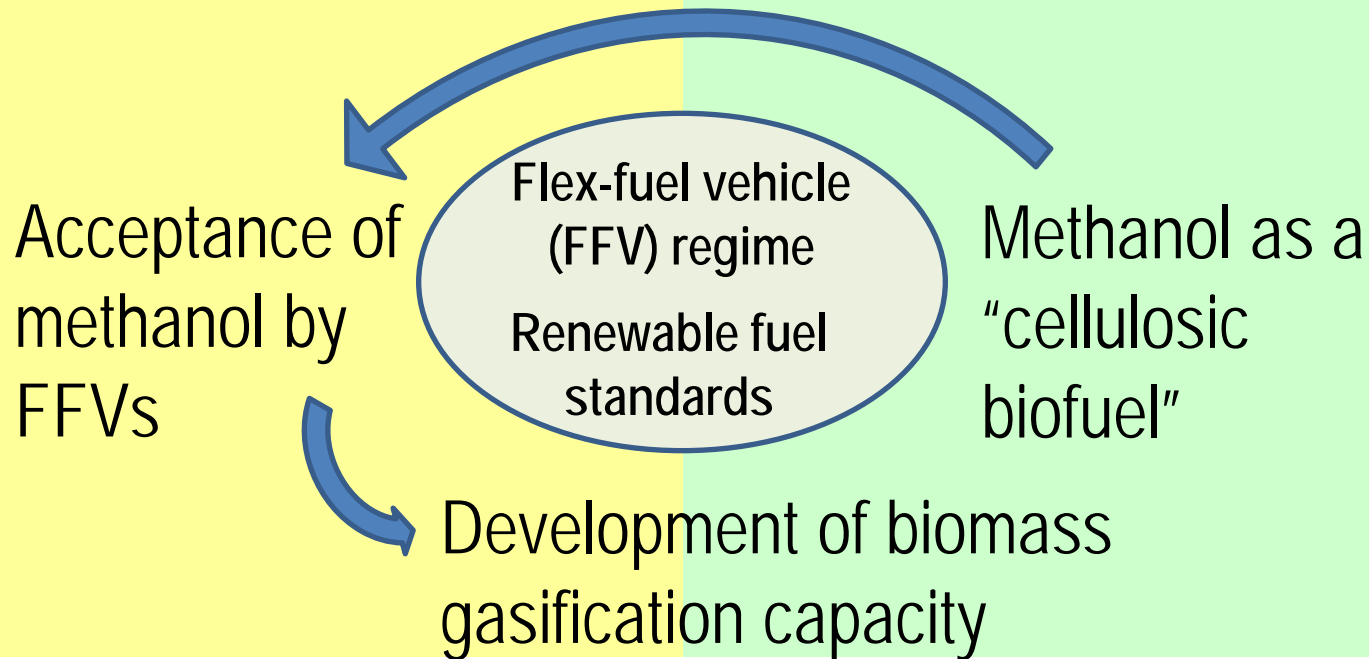 Flex-fuel vehicle
(FFV) regime
Renewable fuel
standards
Acceptance of
methanol by
FFVs
Methanol as a
“cellulosic
biofuel”
Development of biomass
gasification capacity